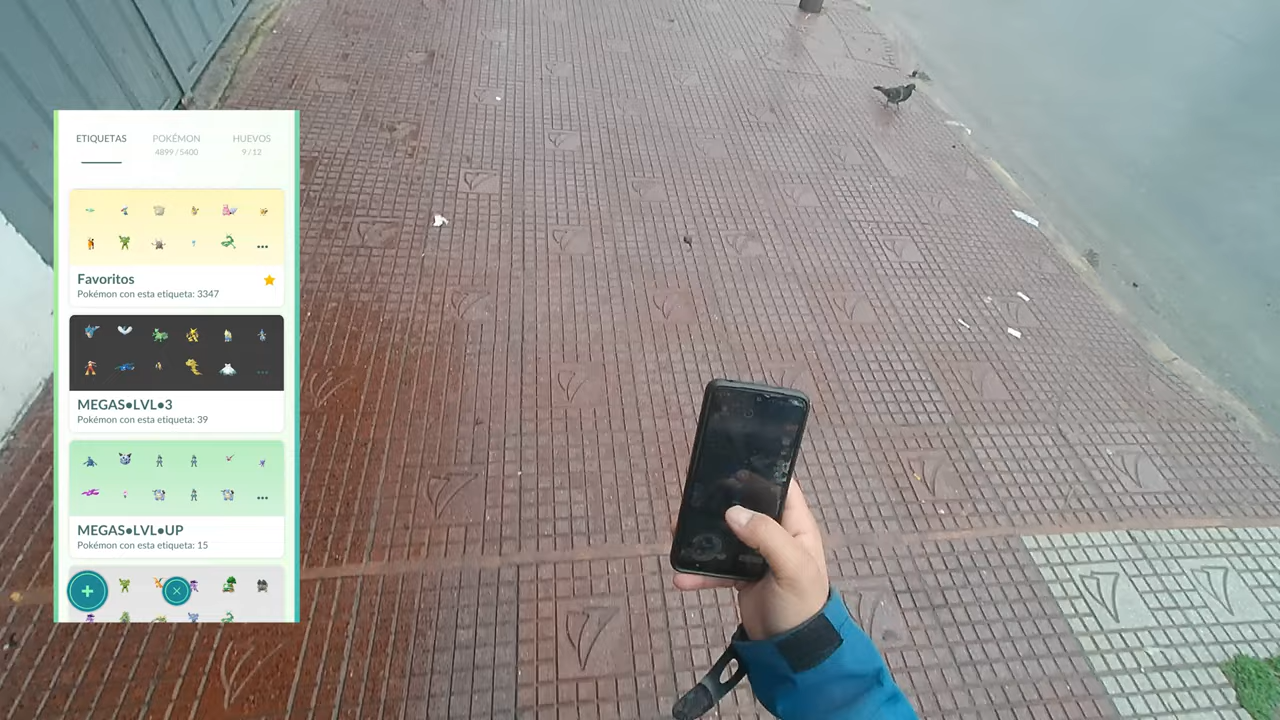 ETIQUETAS POKÉMON HUEVOS
4899 / 5400 9 / 12
Favoritos
Pokémon con esta etiqueta: 3347
MEGAS●LVL●3
Pokémon con esta etiqueta: 39
MEGAS●LVL●UP
Pokémon con esta etiqueta: 15